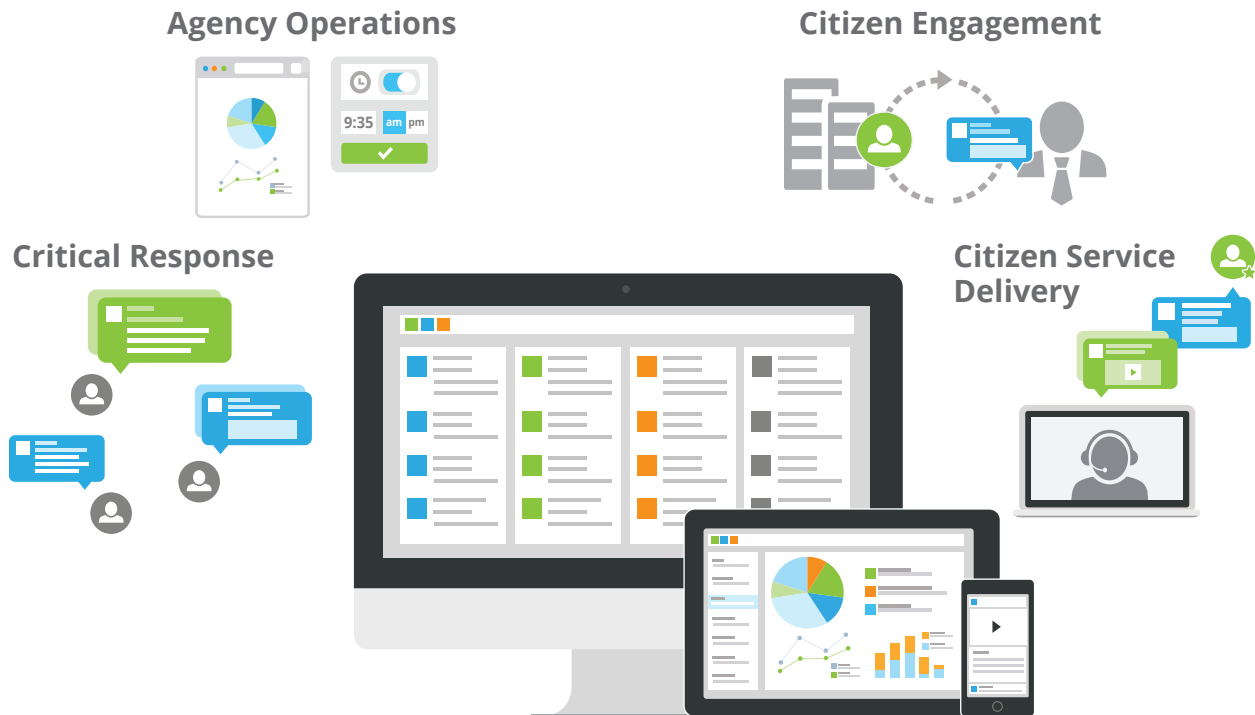 Agency Operations
Citizen Engagement
9:35 am pm
Critical Response
Citizen Service
Delivery